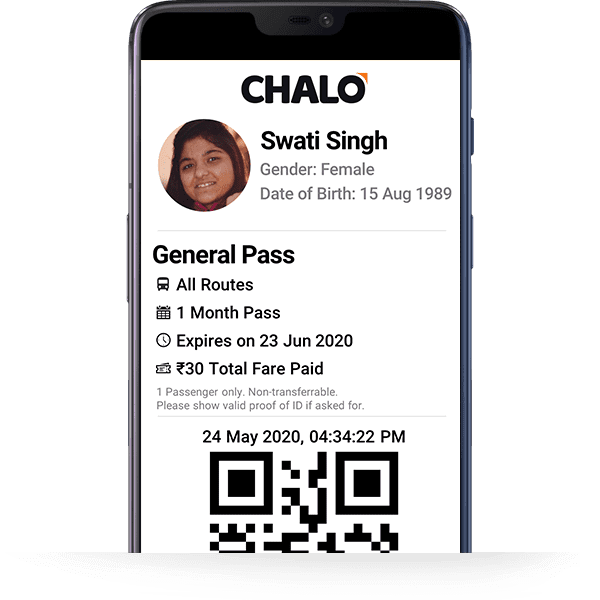 CHALO
Swati Singh
Gender: Female
Date of Birth: 15 Aug 1989
General Pass
All Routes
1 Month Pass
Expires on 23 Jun 2020
₹30 Total Fare Paid
1 Passenger only. Non-transferrable.
Please show valid proof of ID if asked for.
24 May 2020, 04:34:22 PM